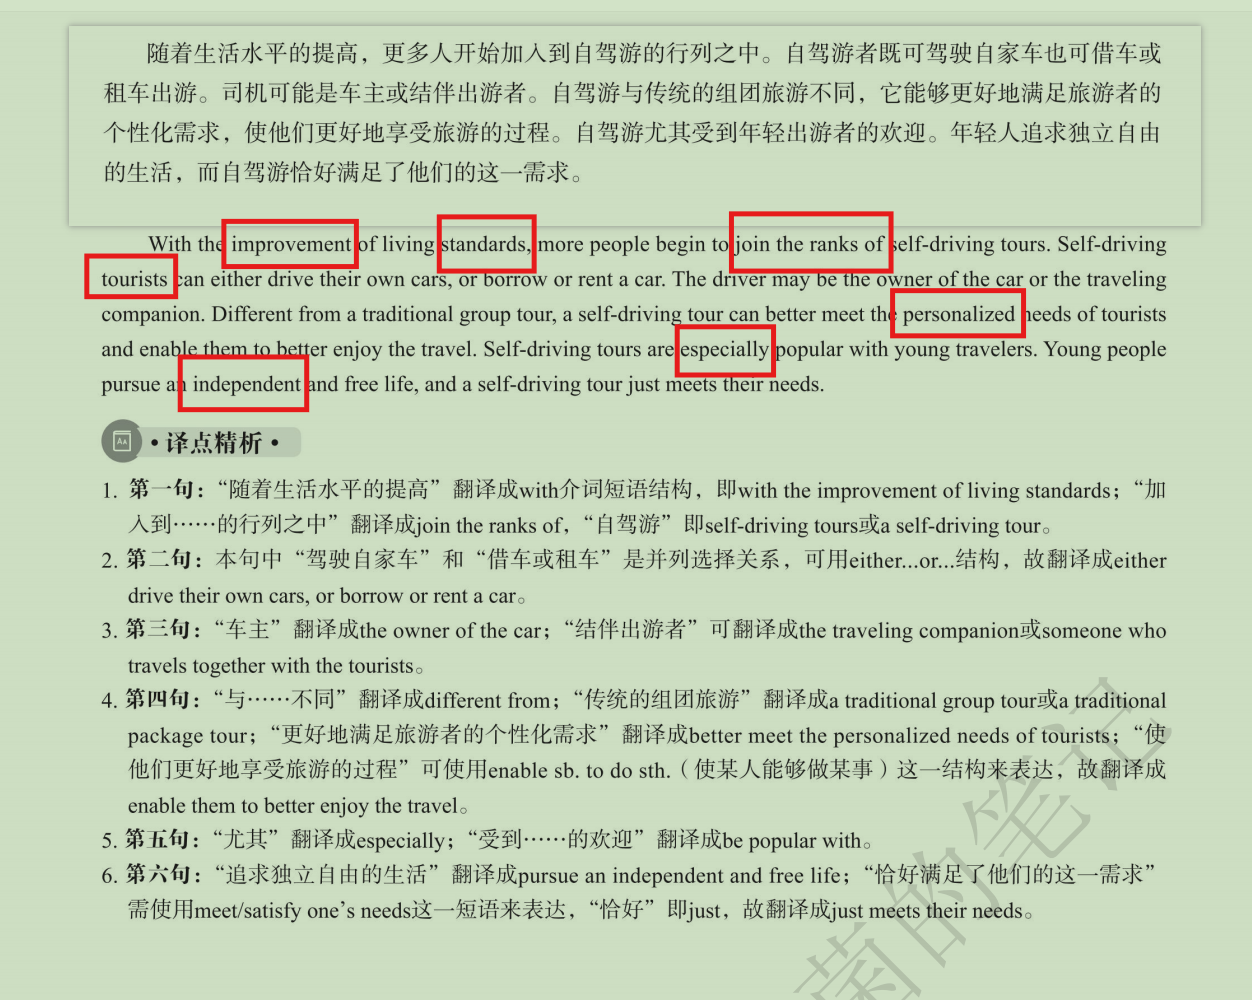 随着生活水平的提高，更多人开始加入到自驾游的行列之中。自驾游者既可驾驶自家车也可借车或
租车出游。司机可能是车主或结伴出游者。自驾游与传统的组团旅游不同，它能够更好地满足旅游者的
个性化需求，使他们更好地享受旅游的过程。自驾游尤其受到年轻出游者的欢迎。年轻人追求独立自由
的生活，而自驾游恰好满足了他们的这一需求。
With the improvement of living standards, more people begin to join the ranks of self-driving tours. Self-driving
tourists can either drive their own cars, or borrow or rent a car. The driver may be the owner of the car or the traveling
companion. Different from a traditional group tour, a self-driving tour can better meet the personalized needs of tourists
and enable them to better enjoy the travel. Self-driving tours are especially popular with young travelers. Young people
pursue an independent and free life, and a self-driving tour just meets their needs.
AA •译点精析•
1. 第一句：“随着生活水平的提高”翻译成with介词短语结构，即with the improvement of living standards；“加
入到……的行列之中”翻译成join the ranks of，“自驾游”即self-driving tours或a self-driving tour。
2. 第二句：本句中“驾驶自家车”和“借车或租车”是并列选择关系，可用either...or...结构，故翻译成either
drive their own cars, or borrow or rent a car。
3. 第三句：“车主”翻译成the owner of the car；“结伴出游者”可翻译成the traveling companion或someone who
travels together with the tourists。
4. 第四句：“与……不同”翻译成different from；“传统的组团旅游”翻译成a traditional group tour或a traditional
package tour；“更好地满足旅游者的个性化需求”翻译成better meet the personalized needs of tourists；“使
他们更好地享受旅游的过程”可使用enable sb. to do sth.（使某人能够做某事）这一结构来表达，故翻译成
enable them to better enjoy the travel。
5. 第五句：“尤其”翻译成especially；“受到……的欢迎”翻译成be popular with。
6. 第六句：“追求独立自由的生活”翻译成pursue an independent and free life；“恰好满足了他们的这一需求”
需使用meet/satisfy one’s needs这一短语来表达，“恰好”即just，故翻译成just meets their needs。
菌的笔记